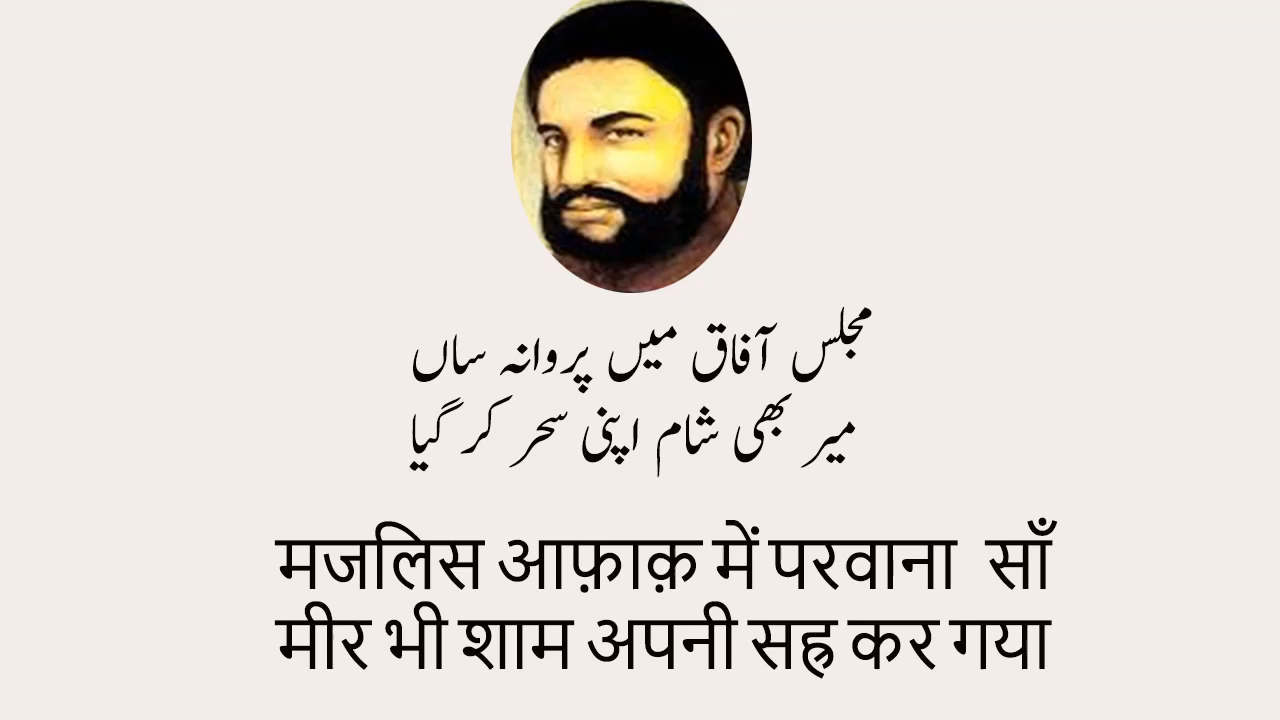 مجلس آفاق میں پروانہ ساں
میر بھی شام اپنی سحر کر گیا
मजलिस आफ़ाक़ में परवाना साँ
मीर भी शाम अपनी सह्र कर गया